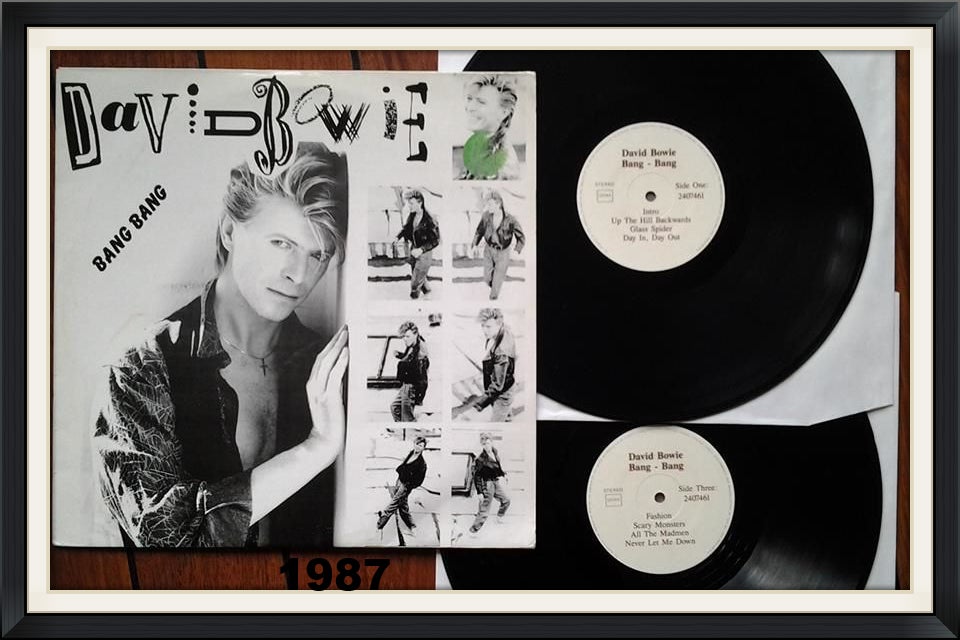 DaViD BowiE
BANG BANG
David Bowie
Bang - Bang
STEREO
Side One:
2407461
Intro
Up The Hill Backwards
Glass Spider
Day In, Day Out
David Bowie
Bang - Bang
STEREO
Side Three:
2407461
Fashion
Scary Monsters
All The Madmen
Never Let Me Down
1987